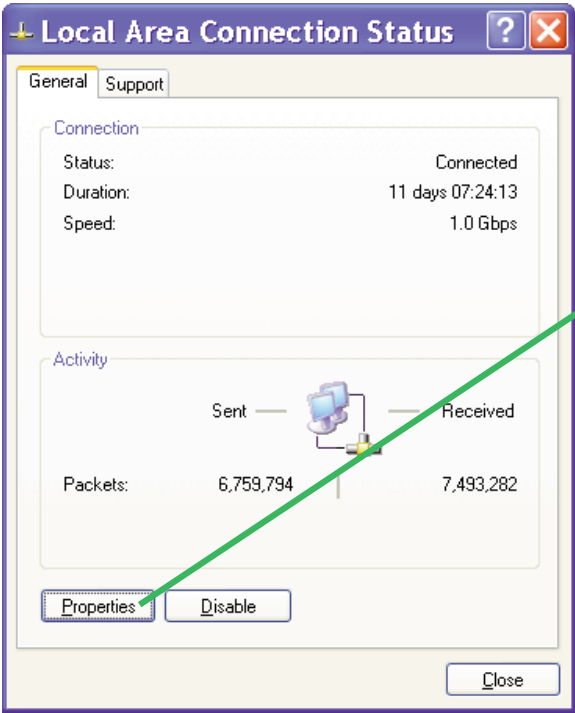 Local Area Connection Status
General Support
Connection
Status: Connected
Duration: 11 days 07:24:13
Speed: 1.0 Gbps
Activity
Sent Received
Packets: 6,759,794 7,493,282
Properties Disable
Close